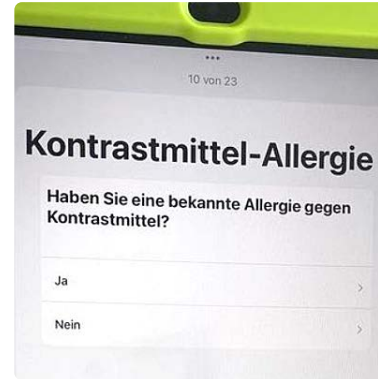 10 von 23
Kontrastmittel-Allergie
Haben Sie eine bekannte Allergie gegen
Kontrastmittel?
Ja
Nein